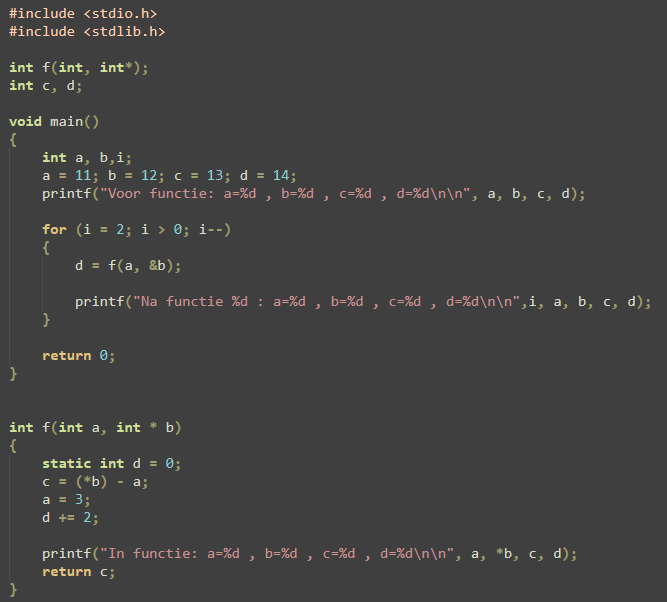 #include <stdio.h>
#include <stdlib.h>

int f(int, int*);
int c, d;

void main()
{
    int a, b,i;
    a = 11; b = 12; c = 13; d = 14;
    printf("Voor functie: a=%d , b=%d , c=%d , d=%d\n\n", a, b, c, d);

    for (i = 2; i > 0; i--)
    {
        d = f(a, &b);

        printf("Na functie %d : a=%d , b=%d , c=%d , d=%d\n\n",i, a, b, c, d);
    }

    return 0;
}


int f(int a, int * b)
{
    static int d = 0;
    c = (*b) - a;
    a = 3;
    d += 2;

    printf("In functie: a=%d , b=%d , c=%d , d=%d\n\n", a, *b, c, d);
    return c;
}